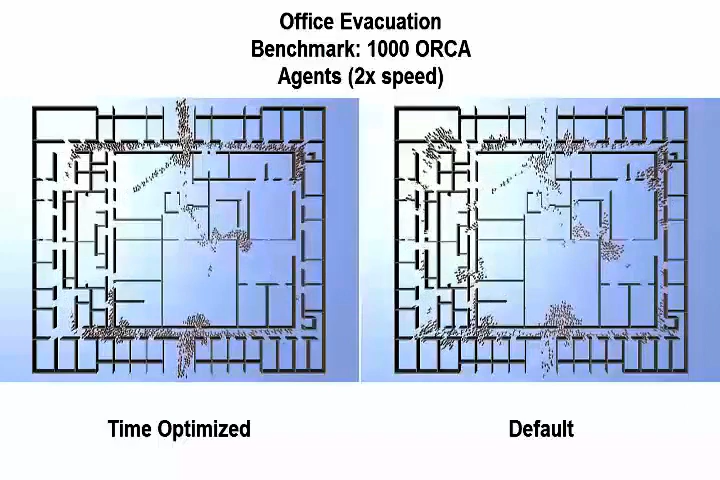 Office Evacuation
Benchmark: 1000 ORCA
Agents (2x speed)
Time Optimized
Default